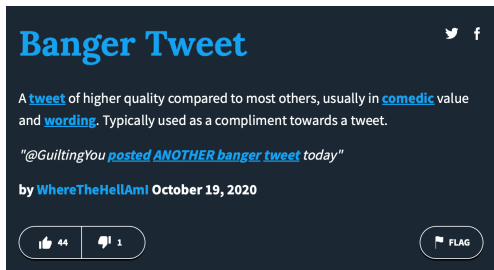 Banger Tweet
A tweet of higher quality compared to most others, usually in comedic value
and wording. Typically used as a compliment towards a tweet.
"@GuiltingYou posted ANOTHER banger tweet today"
by WhereTheHellAmI October 19, 2020
44 1 FLAG